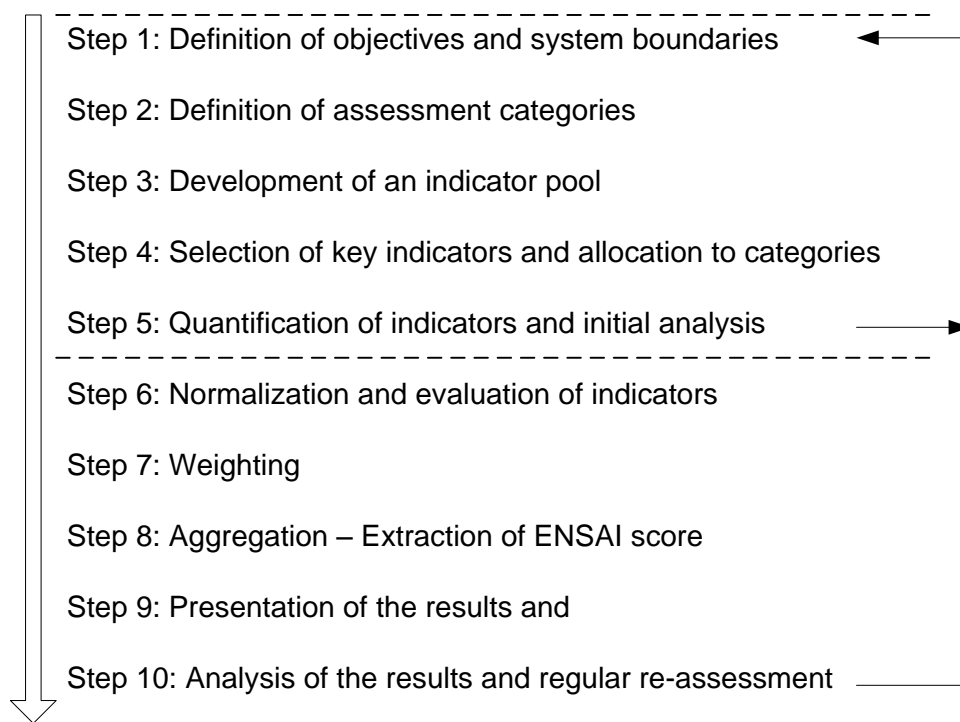 Step 1: Definition of objectives and system boundaries
Step 2: Definition of assessment categories
Step 3: Development of an indicator pool
Step 4: Selection of key indicators and allocation to categories
Step 5: Quantification of indicators and initial analysis
Step 6: Normalization and evaluation of indicators
Step 7: Weighting
Step 8: Aggregation – Extraction of ENSAI score
Step 9: Presentation of the results and
Step 10: Analysis of the results and regular re-assessment